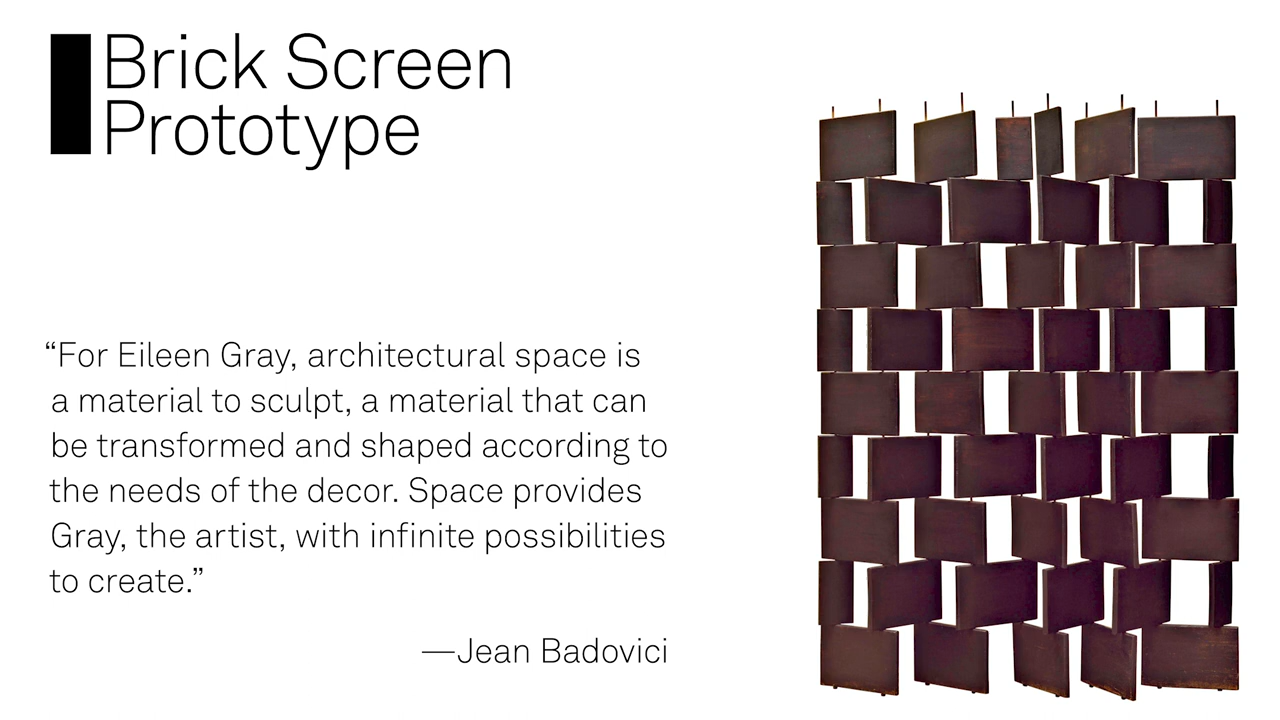 Brick Screen
Prototype
“For Eileen Gray, architectural space is
a material to sculpt, a material that can
be transformed and shaped according to
the needs of the decor. Space provides
Gray, the artist, with infinite possibilities
to create.”
—Jean Badovici